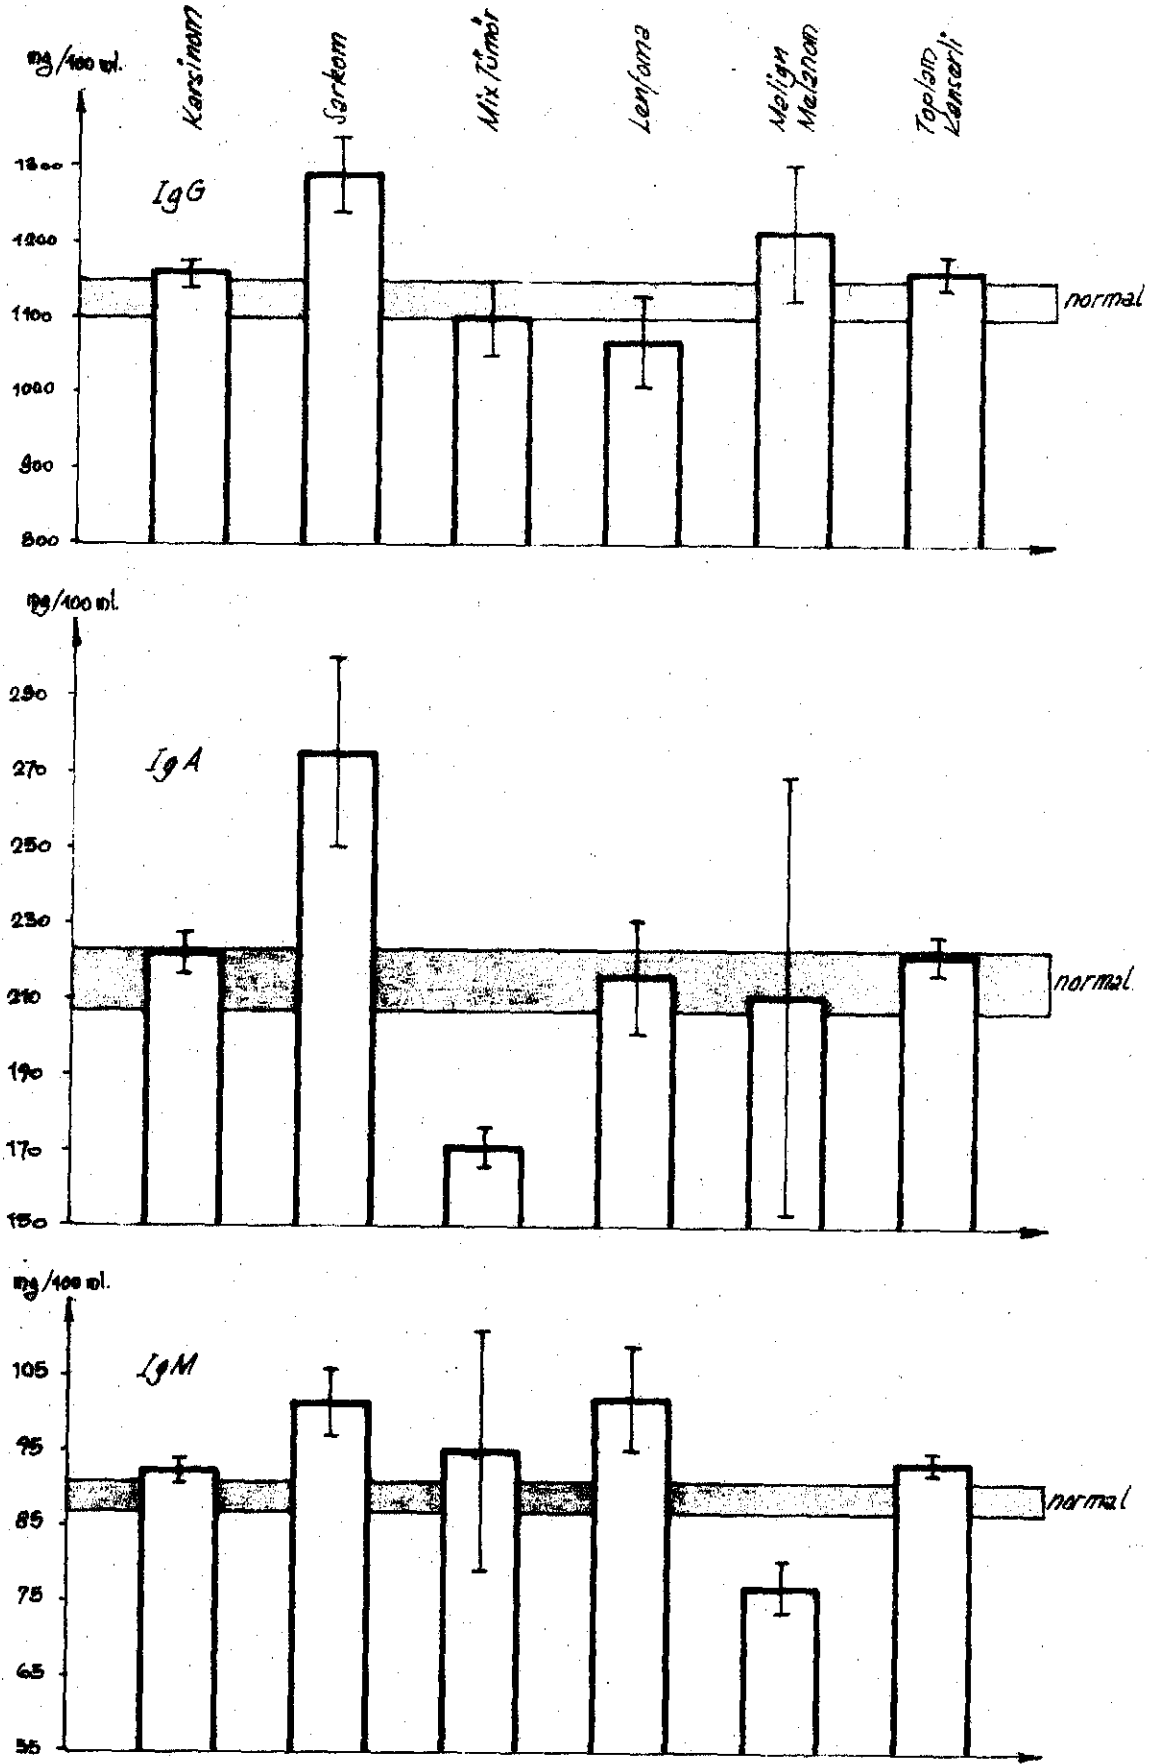 mg/100 ml.
Karsinom
Sarkom
Mix Tümör
Lenfoma
Malign
Melanom
Toplam
Kanserli
1300
IgG
1200
1100
normal
1000
900
800
mg/100 ml.
290
IgA
270
250
230
210
normal
190
170
150
mg/100 ml.
105
IgM
95
85
normal
75
65
55